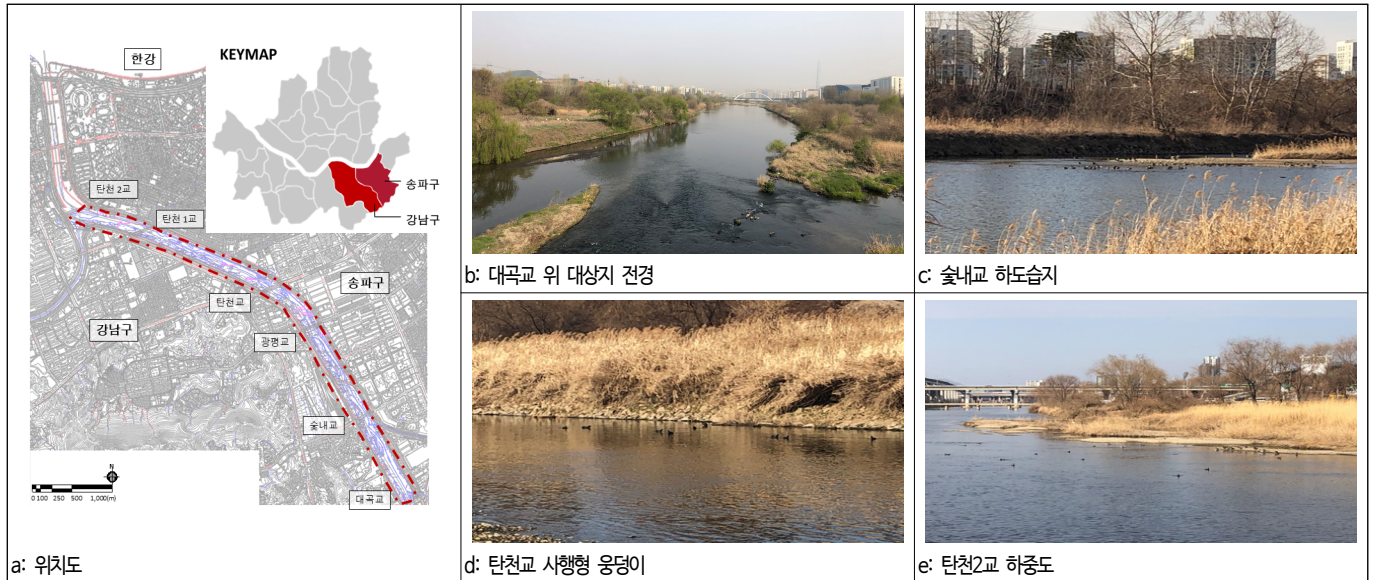 한강
KEYMAP
송파구
강남구
탄천 2교
탄천 1교
송파구
탄천교
강남구
광평교
숯내교
대곡교
N
0 100 250 500 1,000(m)
a: 위치도
b: 대곡교 위 대상지 전경
c: 숯내교 하도습지
d: 탄천교 사행형 웅덩이
e: 탄천2교 하중도